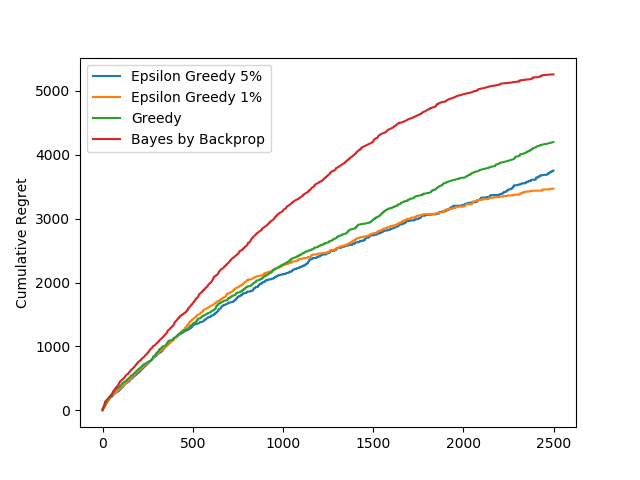 Epsilon Greedy 5%
Epsilon Greedy 1%
Greedy
Bayes by Backprop
Cumulative Regret
5000
4000
3000
2000
1000
0
0 500 1000 1500 2000 2500